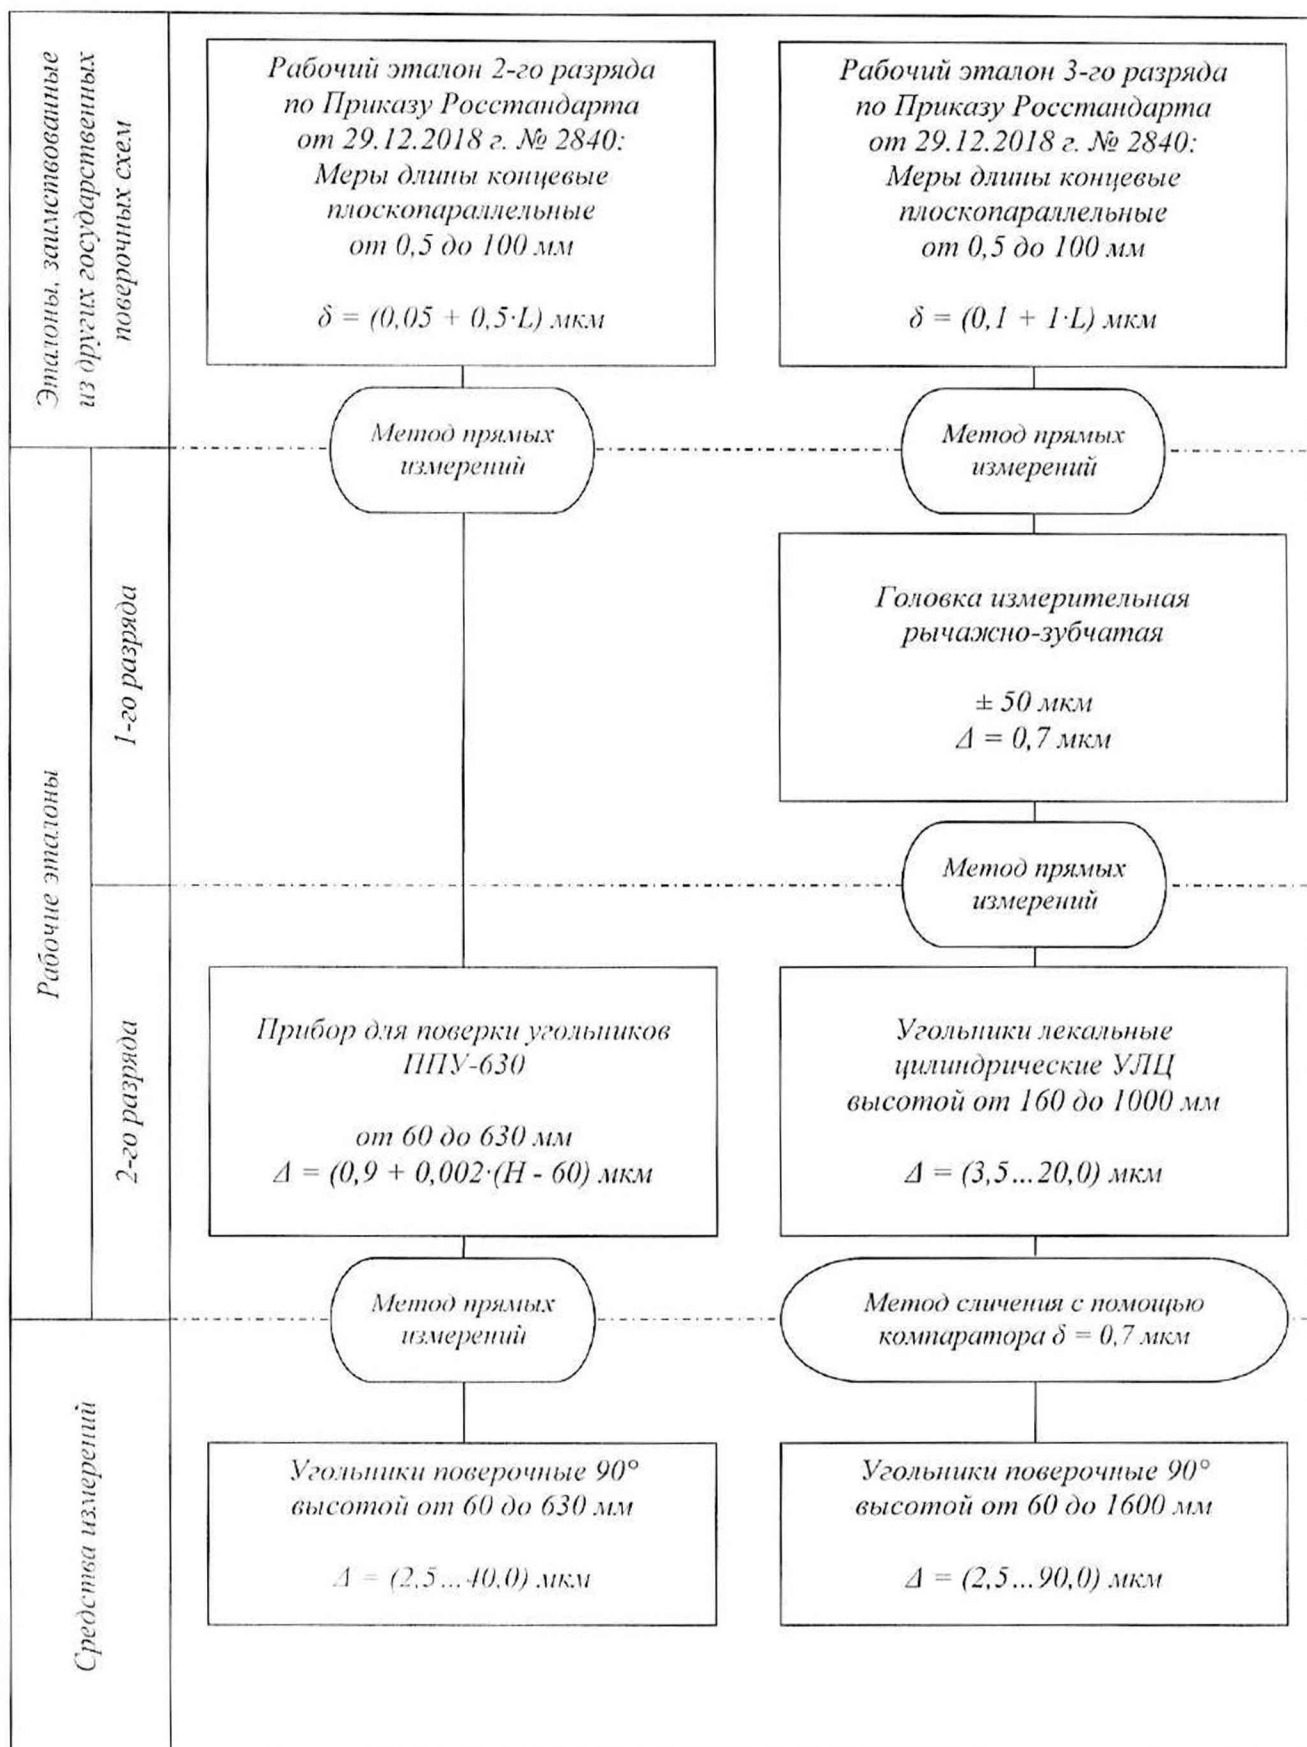 Эталоны, заимствованные
из других государственных
поверочных схем
Рабочий эталон 2-го разряда
по Приказу Росстандарта
от 29.12.2018 г. № 2840:
Меры длины концевые
плоскопараллельные
от 0,5 до 100 мм
δ = (0,05 + 0,5·L) мкм
Рабочий эталон 3-го разряда
по Приказу Росстандарта
от 29.12.2018 г. № 2840:
Меры длины концевые
плоскопараллельные
от 0,5 до 100 мм
δ = (0,1 + 1·L) мкм
Метод прямых
измерений
Метод прямых
измерений
Рабочие эталоны
1-го разряда
Головка измерительная
рычажно-зубчатая
± 50 мкм
Δ = 0,7 мкм
Метод прямых
измерений
2-го разряда
Прибор для поверки угольников
ППУ-630
от 60 до 630 мм
Δ = (0,9 + 0,002·(H - 60) мкм
Угольники лекальные
цилиндрические УЛЦ
высотой от 160 до 1000 мм
Δ = (3,5...20,0) мкм
Метод прямых
измерений
Метод сличения с помощью
компаратора δ = 0,7 мкм
Средства измерений
Угольники поверочные 90°
высотой от 60 до 630 мм
Δ = (2,5...40,0) мкм
Угольники поверочные 90°
высотой от 60 до 1600 мм
Δ = (2,5...90,0) мкм